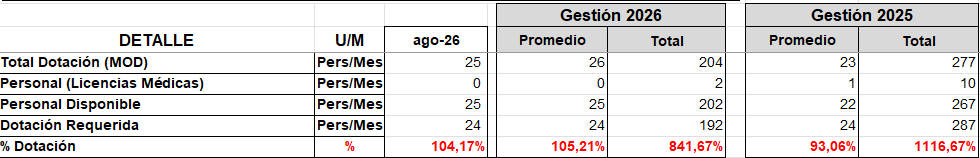 Gestión 2026 Gestión 2025
DETALLE U/M ago-26 Promedio Total Promedio Total
Total Dotación (MOD) Pers/Mes 25 26 204 23 277
Personal (Licencias Médicas) Pers/Mes 0 0 2 1 10
Personal Disponible Pers/Mes 25 25 202 22 267
Dotación Requerida Pers/Mes 24 24 192 24 287
% Dotación % 104,17% 105,21% 841,67% 93,06% 1116,67%